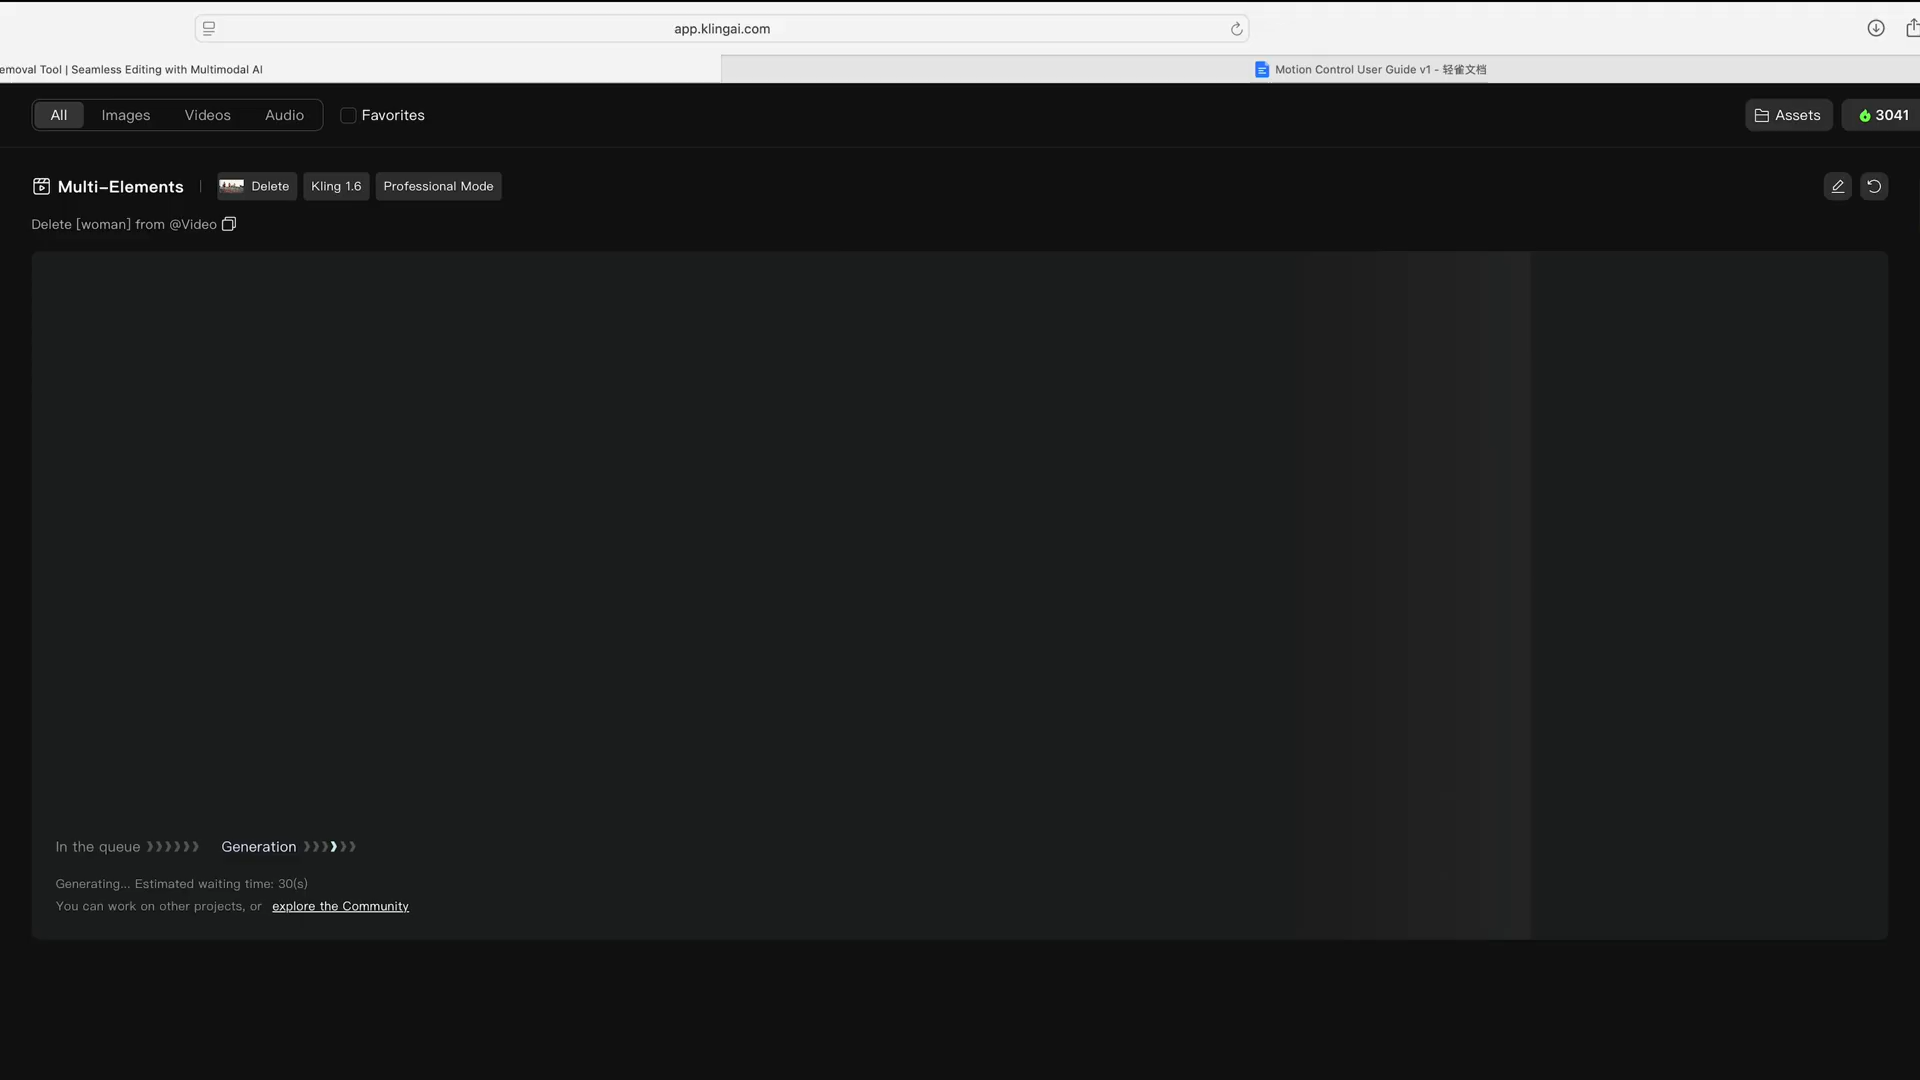 app.klingai.com
emoval Tool | Seamless Editing with Multimodal AI
Motion Control User Guide v1 - 轻雀文档
All Images Videos Audio Favorites Assets 3041
Multi-Elements | Delete Kling 1.6 Professional Mode
Delete [woman] from @Video
In the queue Generation
Generating... Estimated waiting time: 30(s)
You can work on other projects, or explore the Community